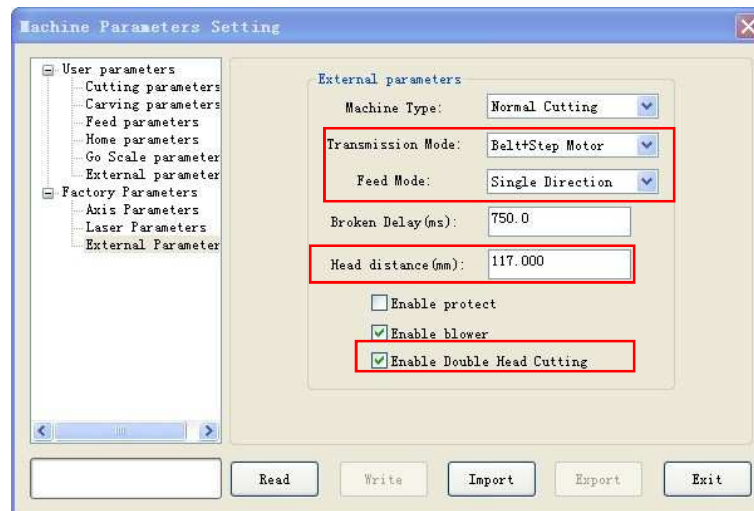 Machine Parameters Setting
User parameters
Cutting parameters
Carving parameters
Feed parameters
Home parameters
Go Scale parameter
External parameter
Factory Parameters
Axis Parameters
Laser Parameters
External Parameter
External parameters
Machine Type: Normal Cutting
Transmission Mode: Belt+Step Motor
Feed Mode: Single Direction
Broken Delay(ms): 750.0
Head distance(mm): 117.000
Enable protect
Enable blower
Enable Double Head Cutting
Read Write Import Export Exit